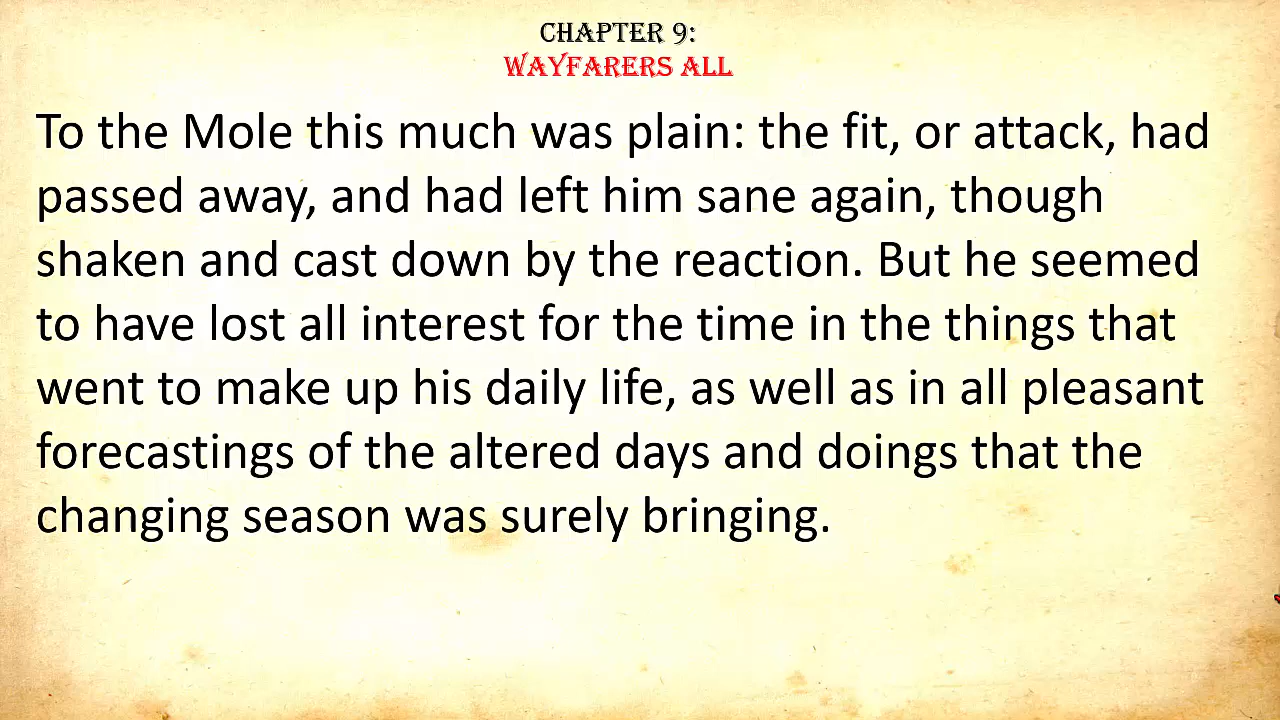 CHAPTER 9:
WAYFARERS ALL
To the Mole this much was plain: the fit, or attack, had
passed away, and had left him sane again, though
shaken and cast down by the reaction. But he seemed
to have lost all interest for the time in the things that
went to make up his daily life, as well as in all pleasant
forecastings of the altered days and doings that the
changing season was surely bringing.